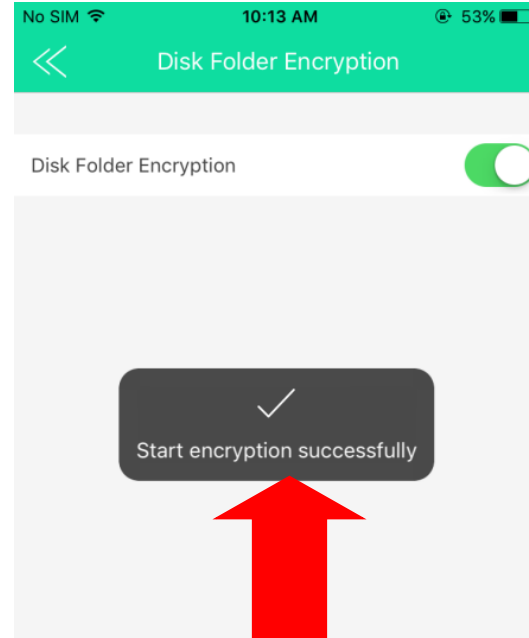 No SIM 10:13 AM 53%
Disk Folder Encryption
Disk Folder Encryption
Start encryption successfully